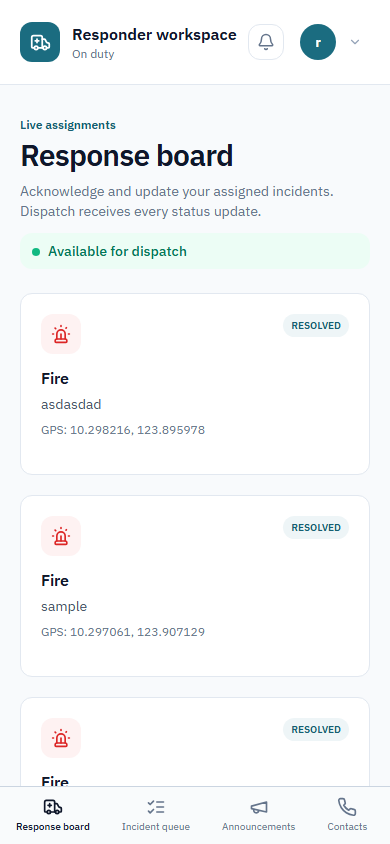 Responder workspace
On duty
r
Live assignments
Response board
Acknowledge and update your assigned incidents.
Dispatch receives every status update.
Available for dispatch
RESOLVED
Fire
asdasdad
GPS: 10.298216, 123.895978
RESOLVED
Fire
sample
GPS: 10.297061, 123.907129
RESOLVED
Fire
Response board
Incident queue
Announcements
Contacts